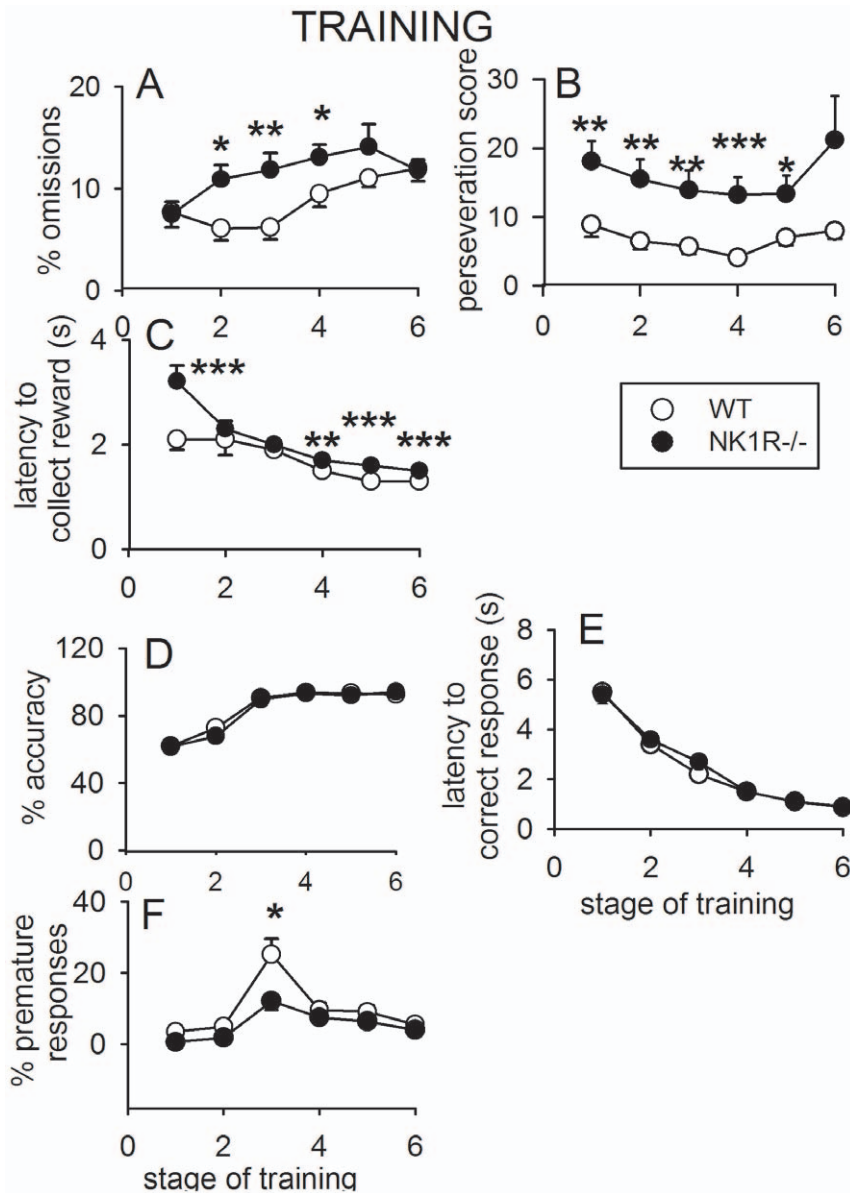 TRAINING
A
% omissions
20
10
0
* ** *
0 2 4 6
B
perseveration score
30
20
10
0
** ** ** *** *
0 2 4 6
C
latency to
collect reward (s)
4
2
0
*** ** *** ***
0 2 4 6
WT
NK1R-/-
D
% accuracy
120
80
40
0
0 2 4 6
E
latency to
correct response (s)
8
6
4
2
0
0 2 4 6
stage of training
F
% premature
responses
40
20
0
*
0 2 4 6
stage of training